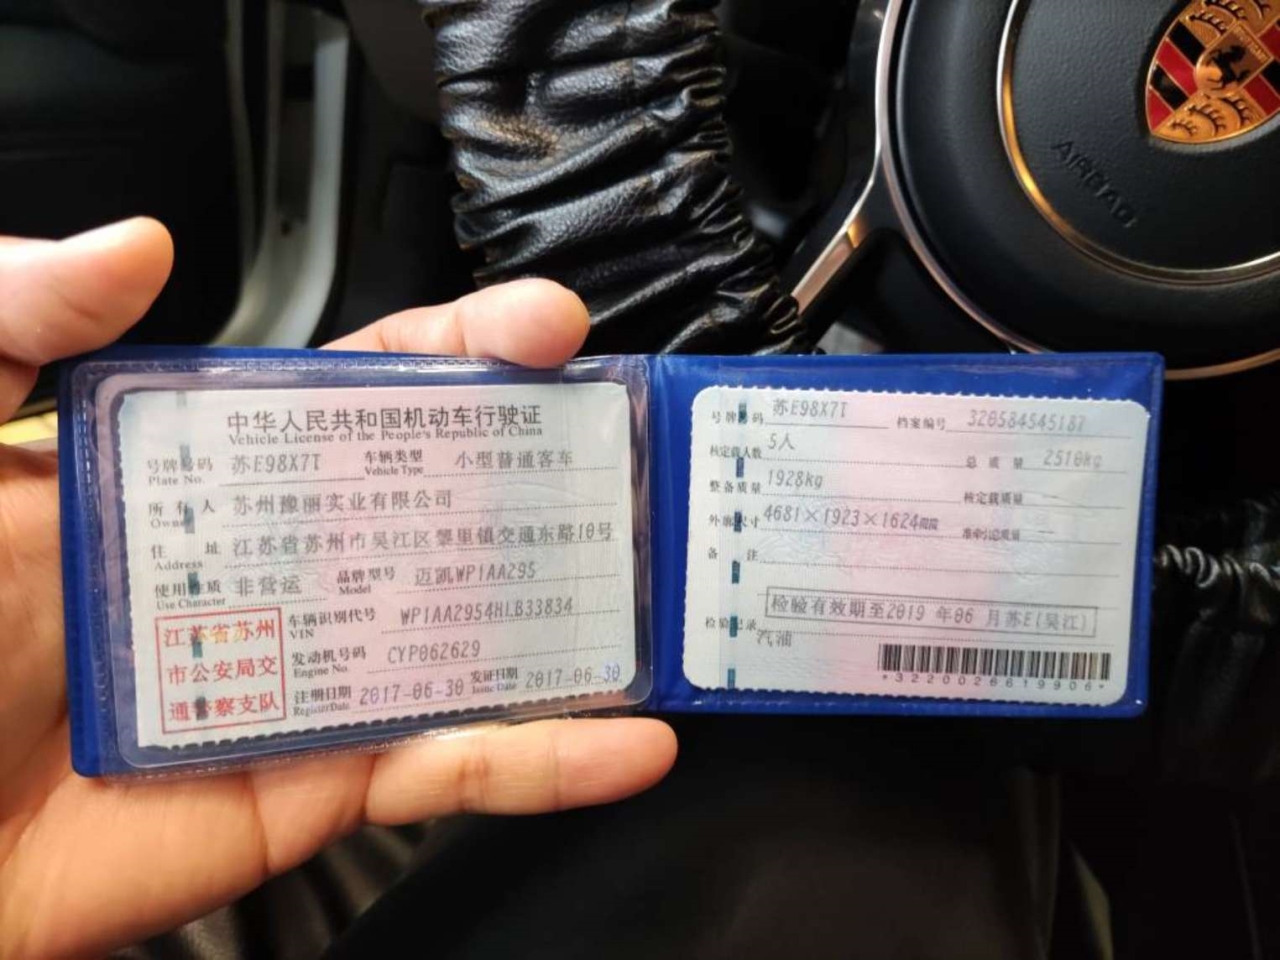 中华人民共和国机动车行驶证
Vehicle License of the People's Republic of China
号牌号码 苏E98X7T 车辆类型 小型普通客车
Plate No. Vehicle Type
所有人 苏州豫丽实业有限公司
Owner
住址 江苏省苏州市吴江区黎里镇交通东路10号
Address
使用性质 非营运 品牌型号 迈凯WP1AA295
Use Character Model
江苏省苏州
市公安局交
通警察支队
车辆识别代号 WP1AA2954HLB33834
VIN
发动机号码 CYP062629
Engine No.
注册日期 2017-06-30 发证日期 2017-06-30
Register Date Issue Date
号牌号码 苏E98X7T 档案编号 320584545187
核定载人数 5人 总质量 2510kg
整备质量 1928kg 核定载质量
外廓尺寸 4681×1923×1624mm 准牵引总质量
备注
检验有效期至2019年06月苏E(吴江)
检验记录
汽油
*3220026619906*
AIRBAG